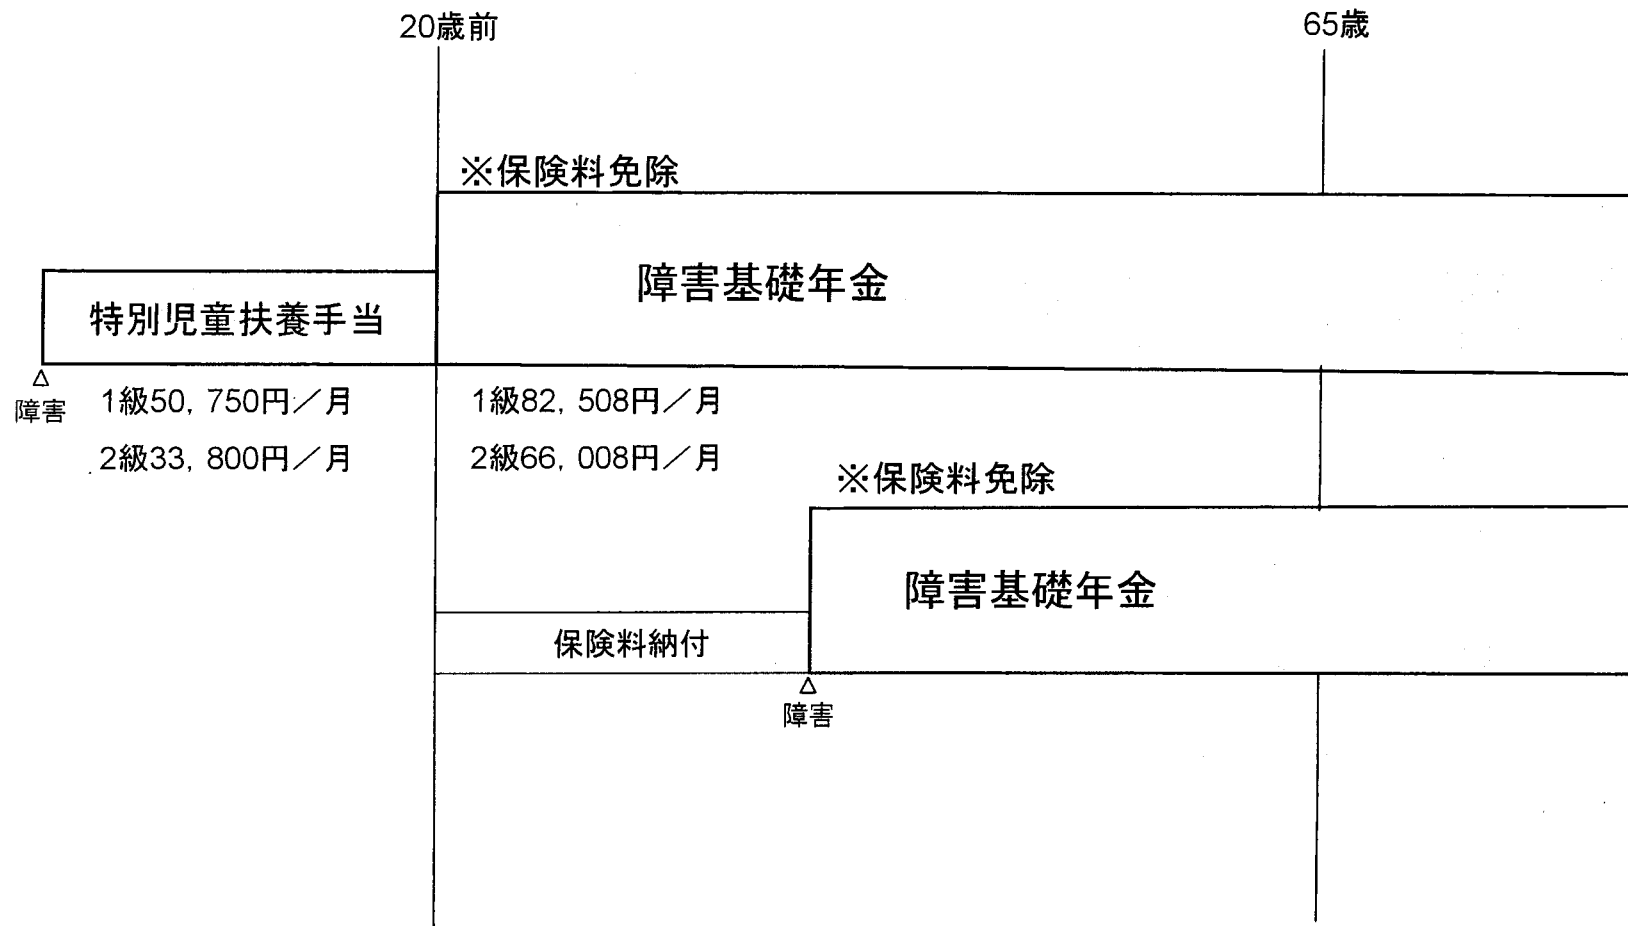 20歳前
65歳
※保険料免除
障害基礎年金
特別児童扶養手当
△
障害
1級50,750円／月
2級33,800円／月
1級82,508円／月
2級66,008円／月
※保険料免除
障害基礎年金
保険料納付
△
障害